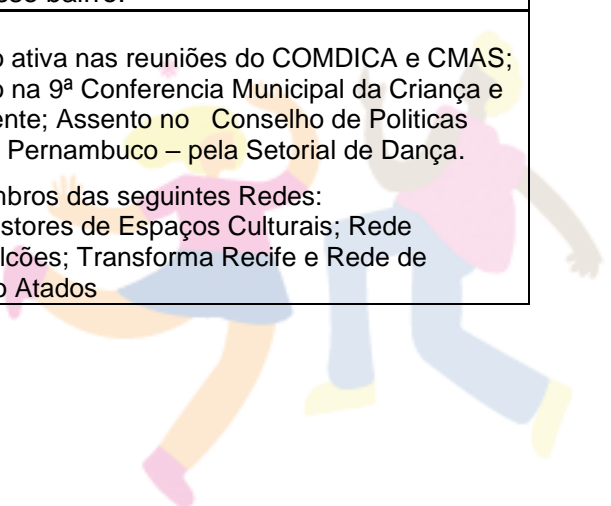 sso bairro.
o ativa nas reuniões do COMDICA e CMAS;
o na 9ª Conferencia Municipal da Criança e
ente; Assento no Conselho de Politicas
Pernambuco – pela Setorial de Dança.
mbros das seguintes Redes:
stores de Espaços Culturais; Rede
lcões; Transforma Recife e Rede de
o Atados